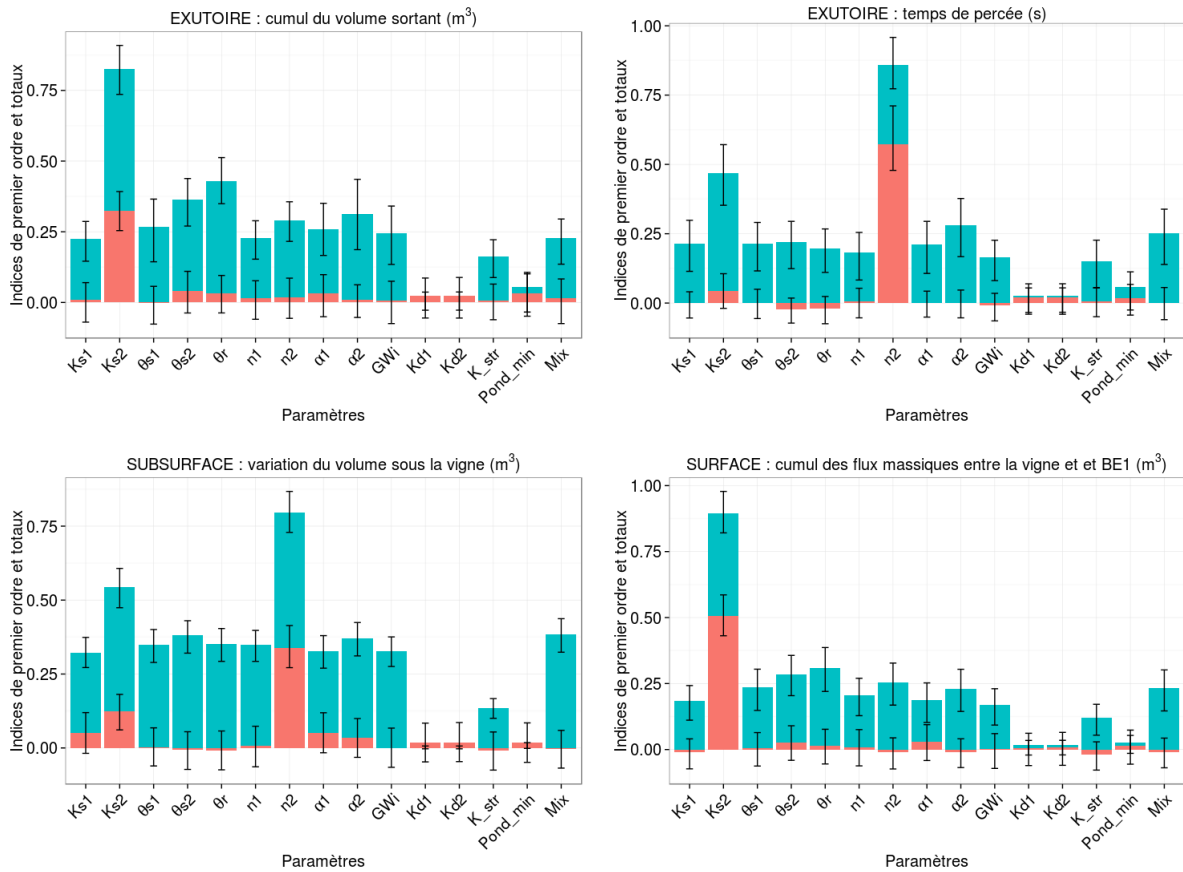 EXUTOIRE : cumul du volume sortant (m³)
Indices de premier ordre et totaux
0.75
0.50
0.25
0.00
Ks1 Ks2 θs1 θs2 θr n1 n2 α1 α2 GWi Kd1 Kd2 K_str Pond_min Mix
Paramètres
EXUTOIRE : temps de percée (s)
Indices de premier ordre et totaux
1.00
0.75
0.50
0.25
0.00
Ks1 Ks2 θs1 θs2 θr n1 n2 α1 α2 GWi Kd1 Kd2 K_str Pond_min Mix
Paramètres
SUBSURFACE : variation du volume sous la vigne (m³)
Indices de premier ordre et totaux
0.75
0.50
0.25
0.00
Ks1 Ks2 θs1 θs2 θr n1 n2 α1 α2 GWi Kd1 Kd2 K_str Pond_min Mix
Paramètres
SURFACE : cumul des flux massiques entre la vigne et et BE1 (m³)
Indices de premier ordre et totaux
1.00
0.75
0.50
0.25
0.00
Ks1 Ks2 θs1 θs2 θr n1 n2 α1 α2 GWi Kd1 Kd2 K_str Pond_min Mix
Paramètres